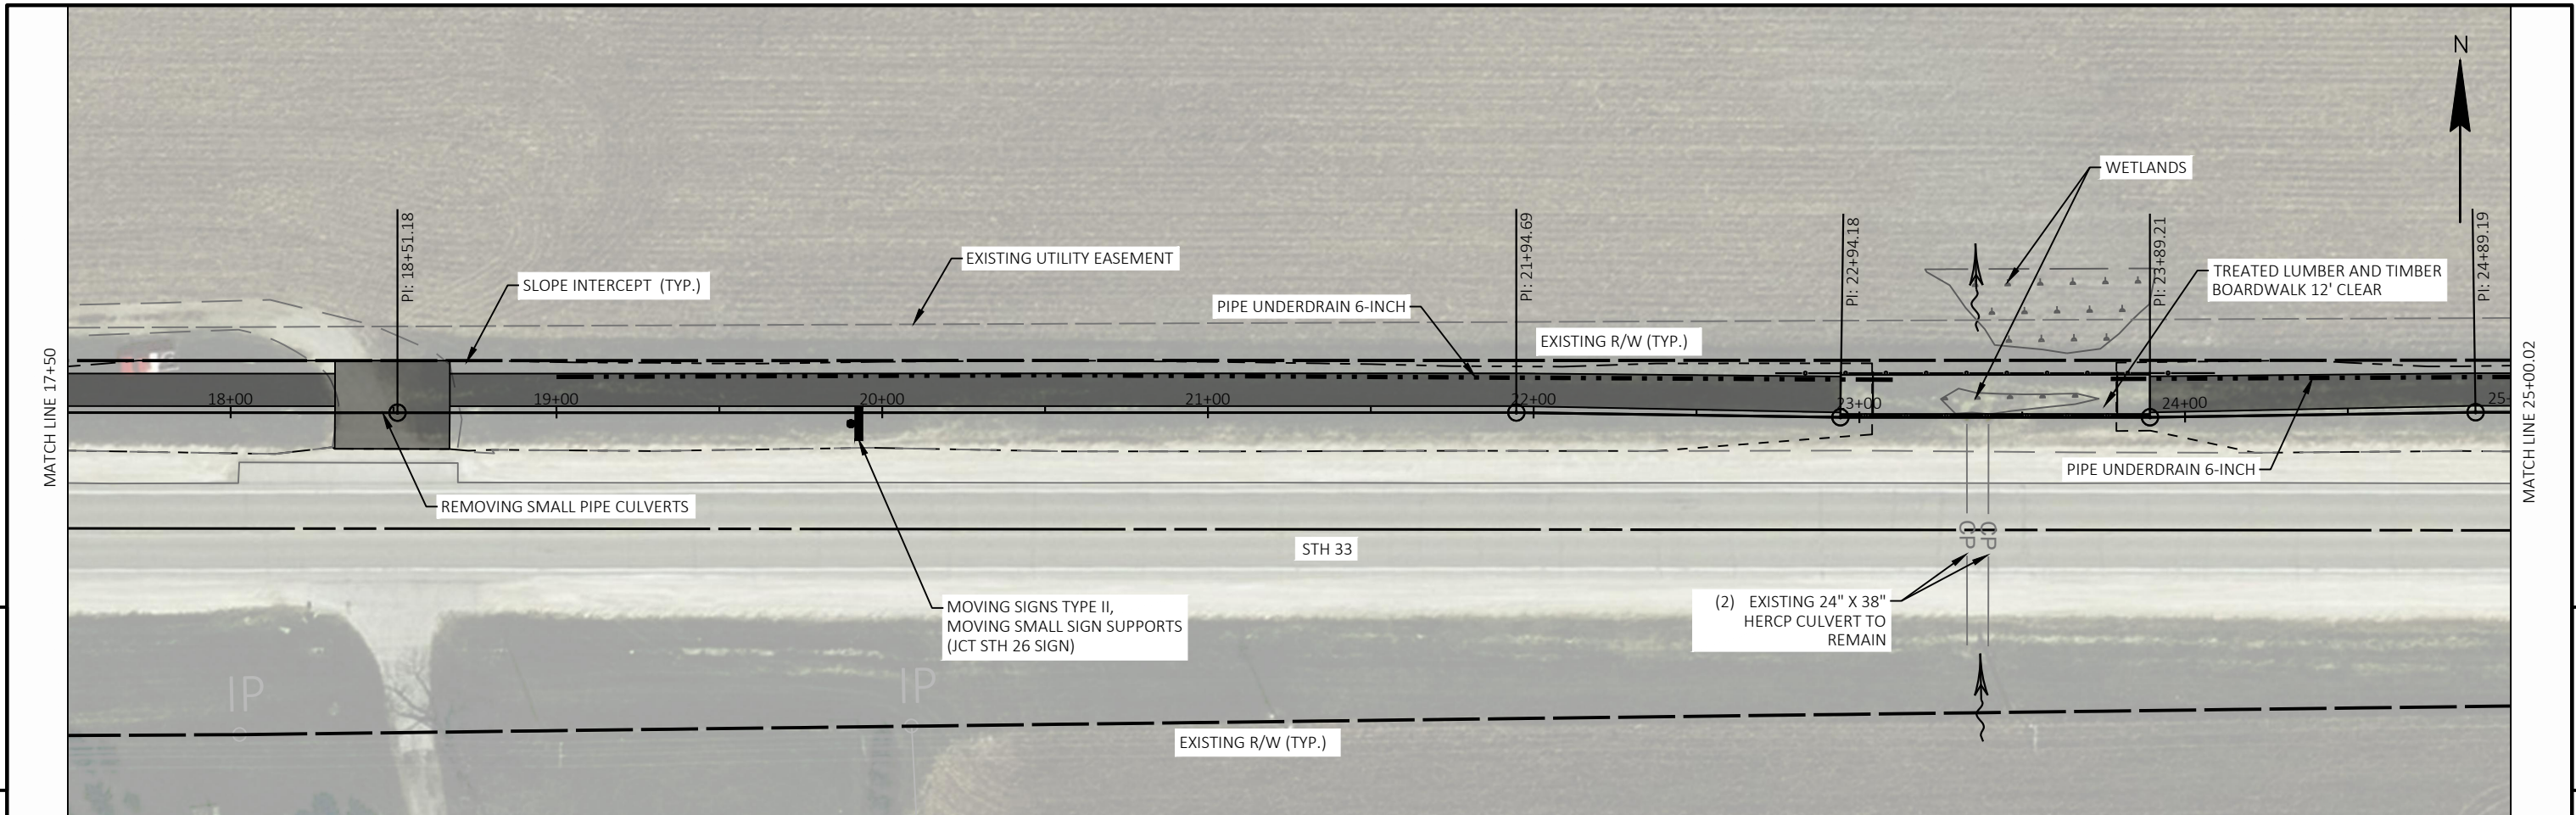 N
WETLANDS
EXISTING UTILITY EASEMENT
SLOPE INTERCEPT (TYP.)
PIPE UNDERDRAIN 6-INCH
EXISTING R/W (TYP.)
TREATED LUMBER AND TIMBER
BOARDWALK 12' CLEAR
PI: 18+51.18
PI: 21+94.69
PI: 22+94.18
PI: 23+89.21
PI: 24+89.19
MATCH LINE 17+50
MATCH LINE 25+00.02
18+00
19+00
20+00
21+00
22+00
23+00
24+00
25-
PIPE UNDERDRAIN 6-INCH
REMOVING SMALL PIPE CULVERTS
CP
CP
STH 33
MOVING SIGNS TYPE II,
MOVING SMALL SIGN SUPPORTS
(JCT STH 26 SIGN)
(2) EXISTING 24" X 38"
HERCP CULVERT TO
REMAIN
IP
IP
EXISTING R/W (TYP.)